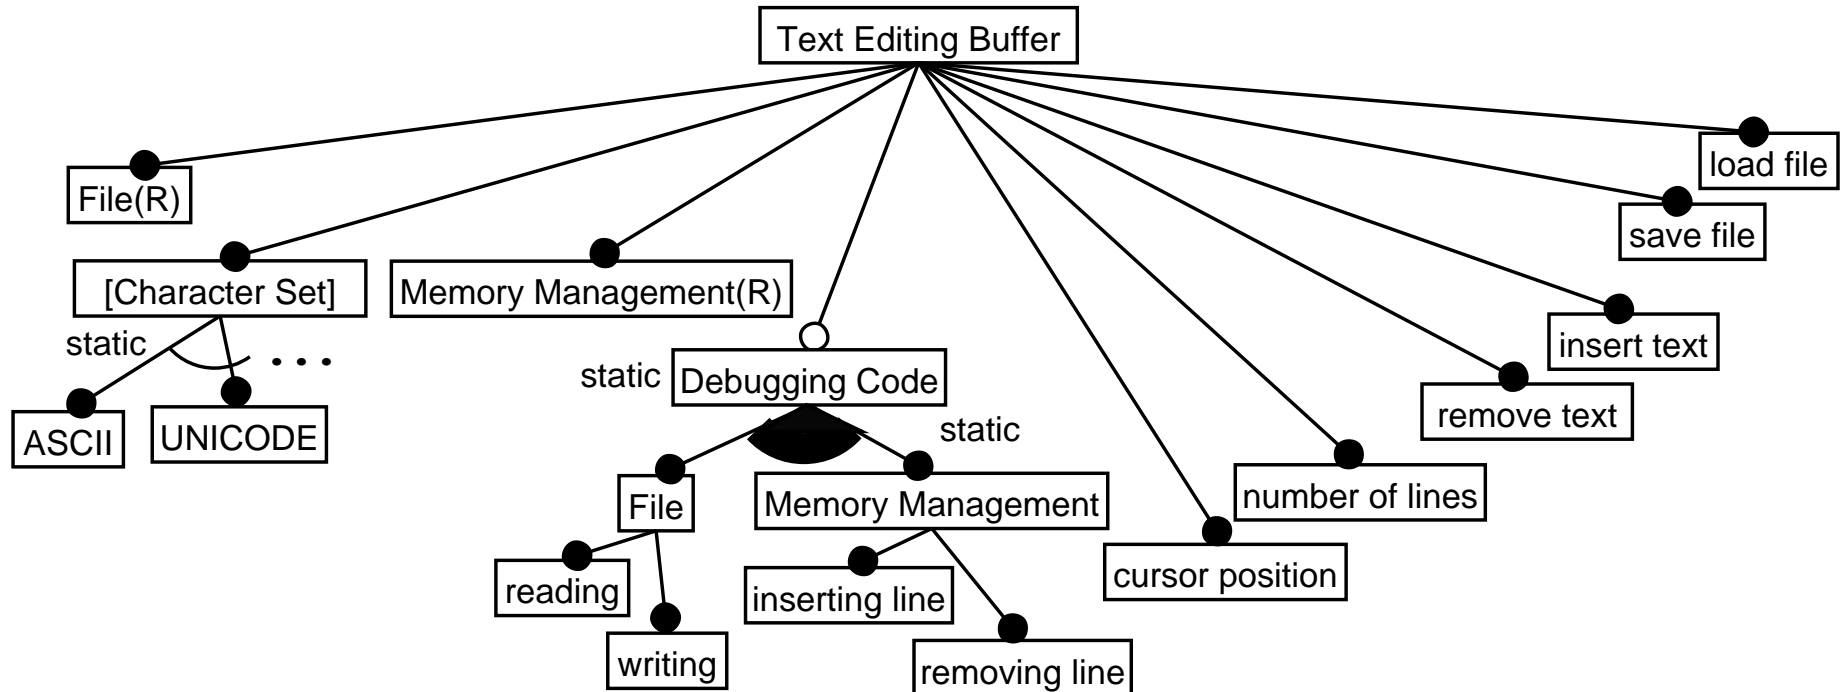 Text Editing Buffer
load file
File(R)
save file
[Character Set]
Memory Management(R)
insert text
static
static
Debugging Code
remove text
ASCII
UNICODE
static
File
Memory Management
number of lines
cursor position
reading
inserting line
writing
removing line